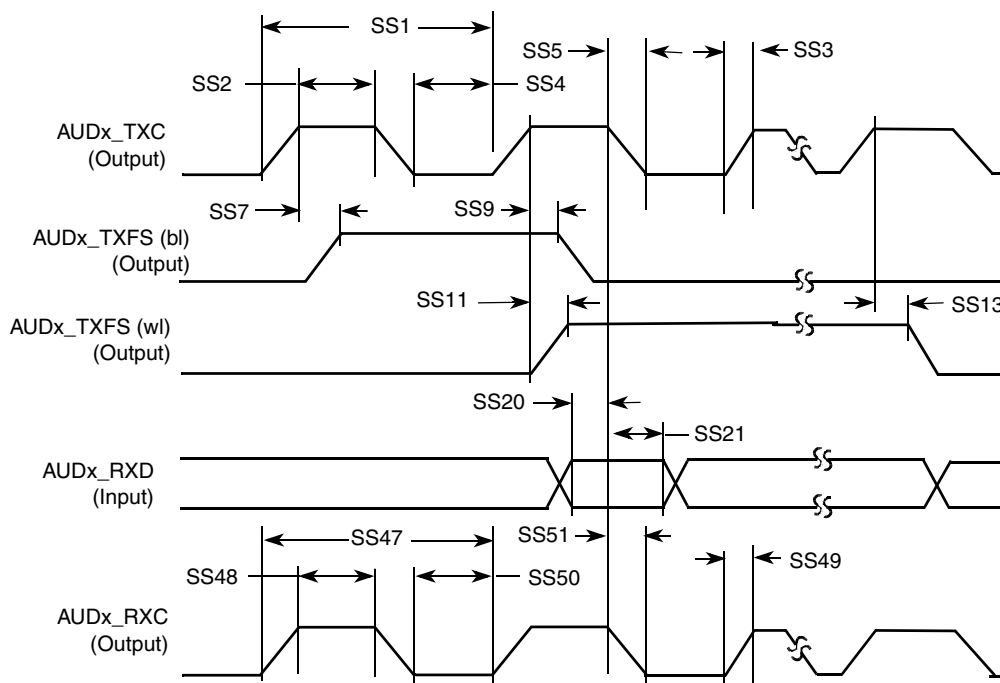 SS1
SS5
SS3
SS2
SS4
AUDx_TXC
(Output)
SS7
SS9
AUDx_TXFS (bl)
(Output)
SS11
SS13
AUDx_TXFS (wl)
(Output)
SS20
SS21
AUDx_RXD
(Input)
SS47
SS51
SS49
SS48
SS50
AUDx_RXC
(Output)